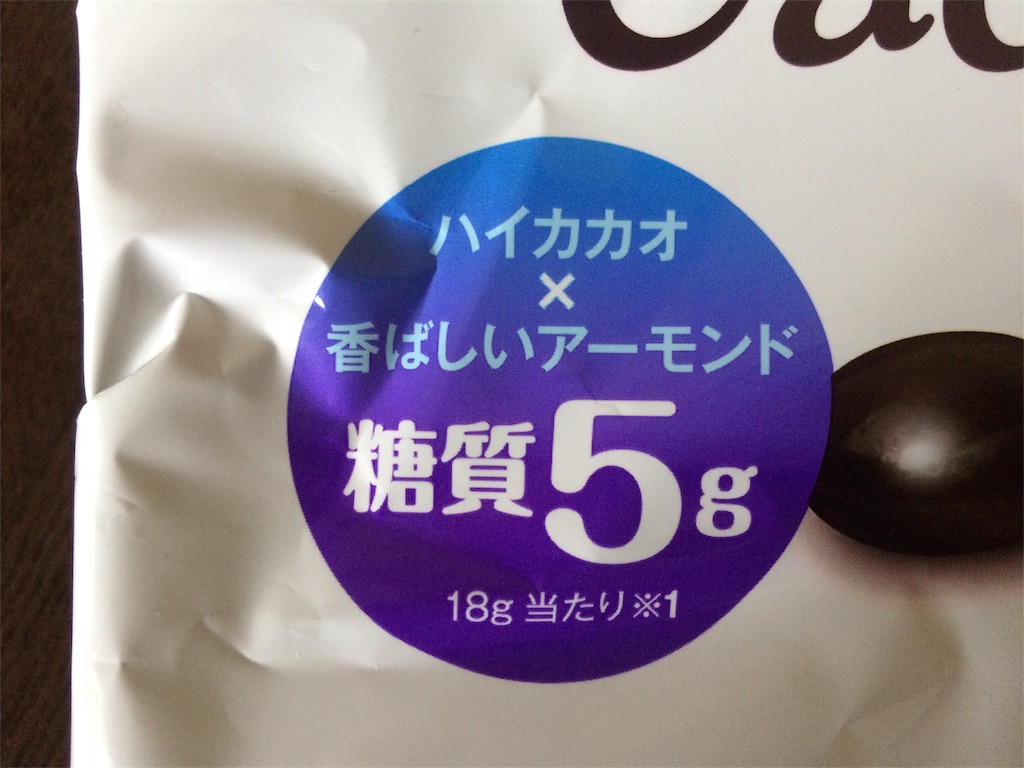 ハイカカオ
×
香ばしいアーモンド
糖質5g
18g 当たり※1